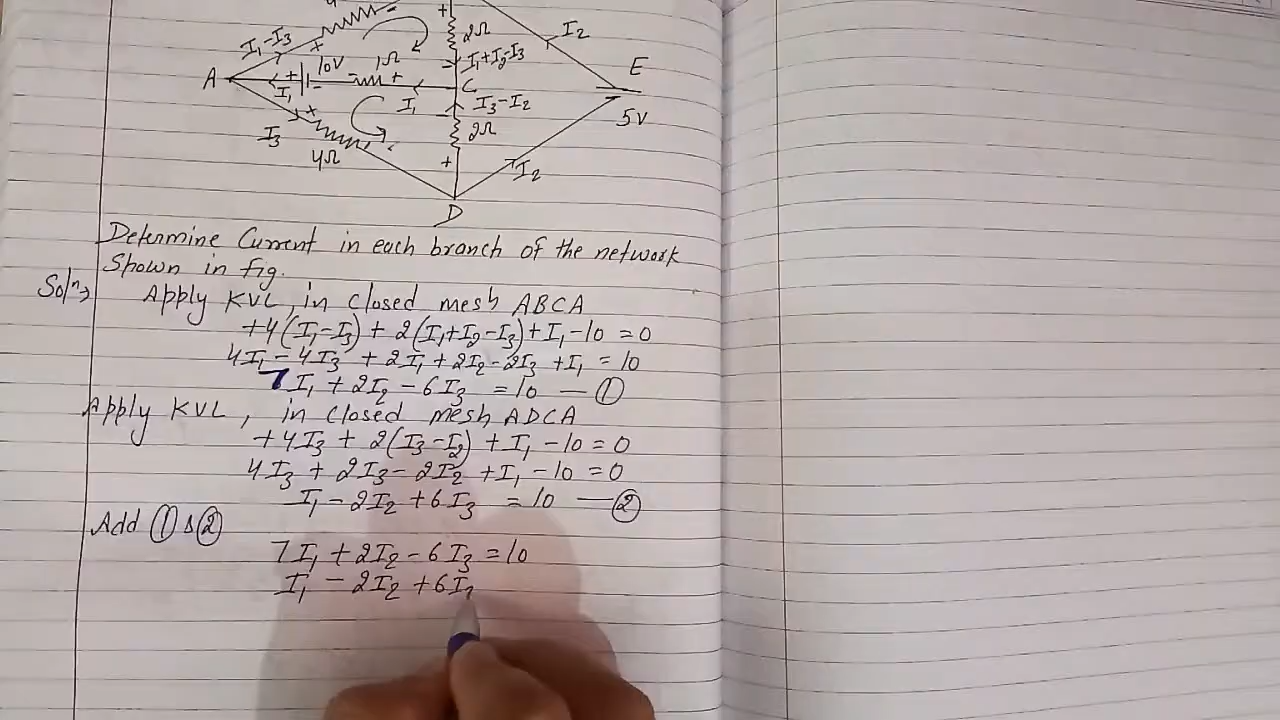 I₂
2Ω
I₁-I₃
10V
1Ω
I₁+I₂-I₃
E
A
I₁
I₁
C
I₃-I₂
5V
I₃
2Ω
4Ω
I₂
D
Determine Current in each branch of the network
Shown in fig.
Solⁿ⇒ Apply KVL, in closed mesh ABCA
+4(I₁-I₃) + 2(I₁+I₂-I₃)+I₁-10 =0
4I₁-4I₃ +2I₁+2I₂-2I₃ +I₁ =10
7I₁ +2I₂-6I₃ =10 — ①
Apply KVL, in closed mesh ADCA
+4I₃+ 2(I₃-I₂) +I₁ -10=0
4I₃+2I₃-2I₂ +I₁-10=0
I₁-2I₂+6I₃ =10 — ②
Add ① & ②
7I₁+2I₂-6I₃=10
I₁ -2I₂ +6I₃